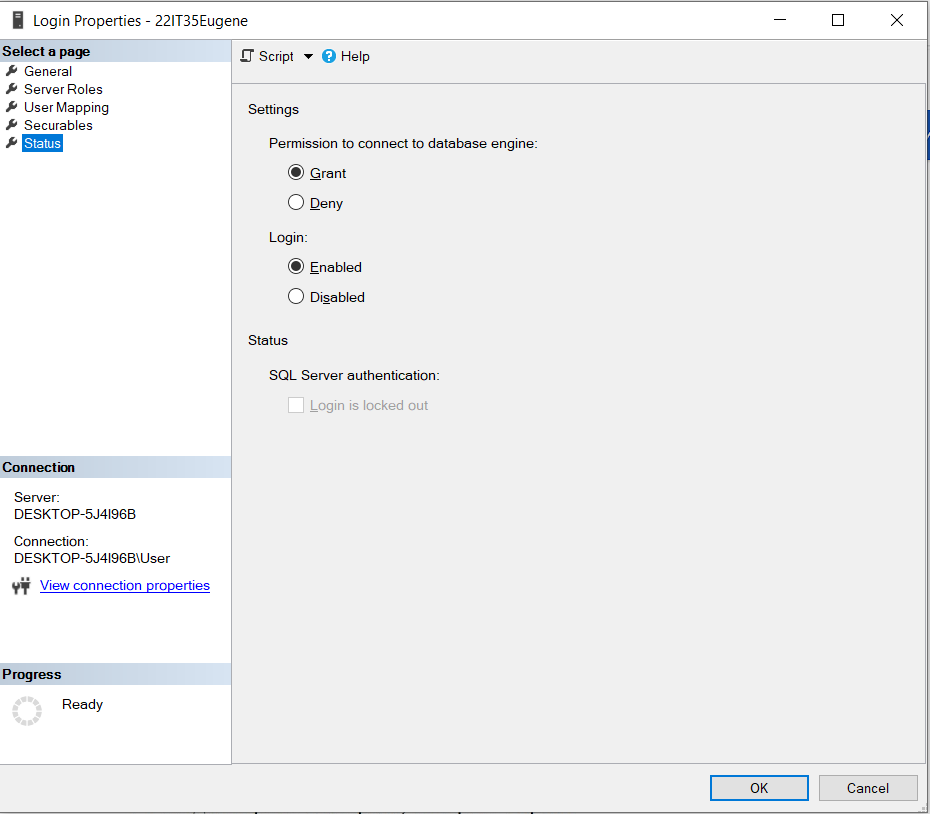 Login Properties - 22IT35Eugene
Select a page
General
Server Roles
User Mapping
Securables
Status
Script
Help
Settings
Permission to connect to database engine:
Grant
Deny
Login:
Enabled
Disabled
Status
SQL Server authentication:
Login is locked out
Connection
Server:
DESKTOP-5J4I96B
Connection:
DESKTOP-5J4I96B\User
View connection properties
Progress
Ready
OK
Cancel